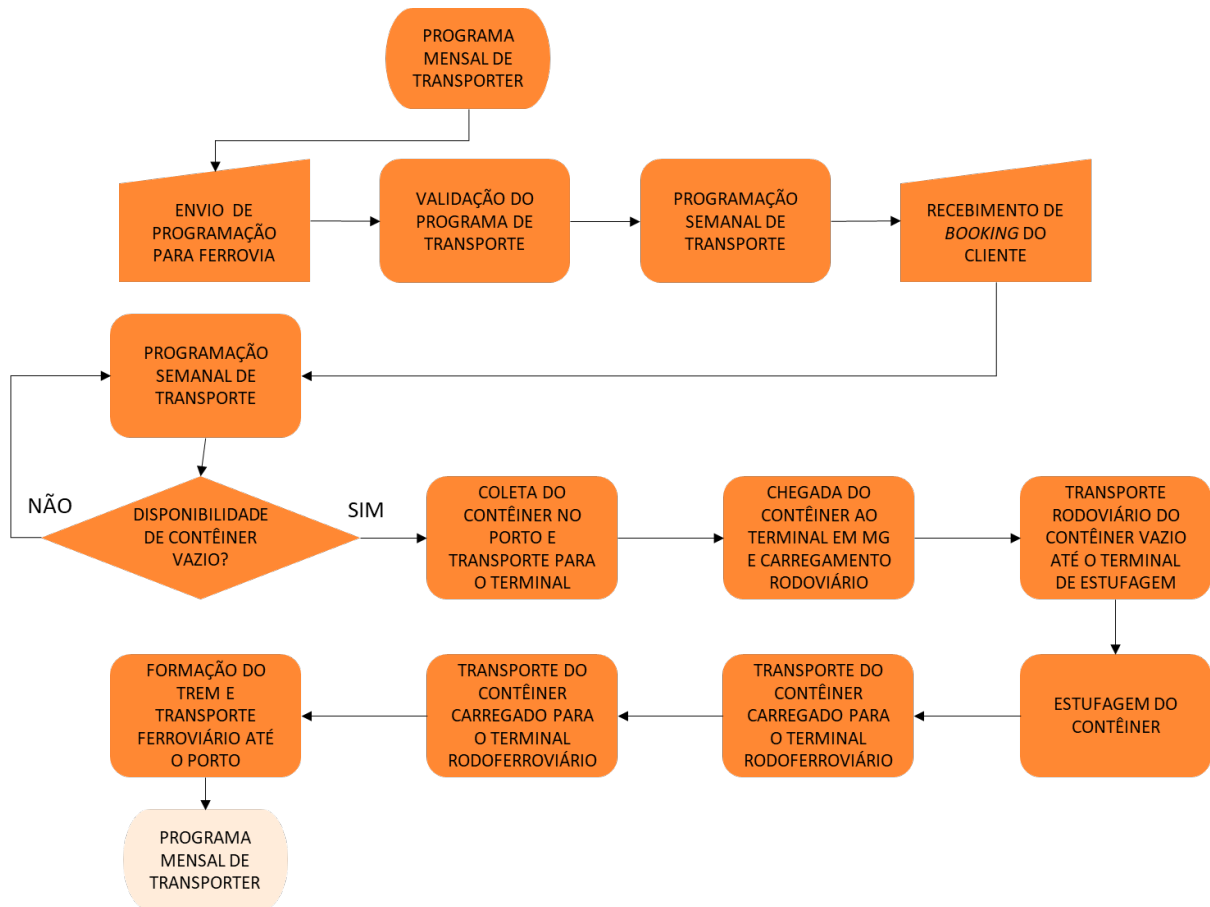 PROGRAMA
MENSAL DE
TRANSPORTER
ENVIO DE
PROGRAMAÇÃO
PARA FERROVIA
VALIDAÇÃO DO
PROGRAMA DE
TRANSPORTE
PROGRAMAÇÃO
SEMANAL DE
TRANSPORTE
RECEBIMENTO DE
BOOKING DO
CLIENTE
PROGRAMAÇÃO
SEMANAL DE
TRANSPORTE
NÃO
DISPONIBILIDADE
DE CONTÊINER
VAZIO?
SIM
COLETA DO
CONTÊINER NO
PORTO E
TRANSPORTE PARA
O TERMINAL
CHEGADA DO
CONTÊINER AO
TERMINAL EM MG
E CARREGAMENTO
RODOVIÁRIO
TRANSPORTE
RODOVIÁRIO DO
CONTÊINER VAZIO
ATÉ O TERMINAL
DE ESTUFAGEM
ESTUFAGEM DO
CONTÊINER
TRANSPORTE DO
CONTÊINER
CARREGADO PARA
O TERMINAL
RODOFERROVIÁRIO
TRANSPORTE DO
CONTÊINER
CARREGADO PARA
O TERMINAL
RODOFERROVIÁRIO
FORMAÇÃO DO
TREM E
TRANSPORTE
FERROVIÁRIO ATÉ
O PORTO
PROGRAMA
MENSAL DE
TRANSPORTER